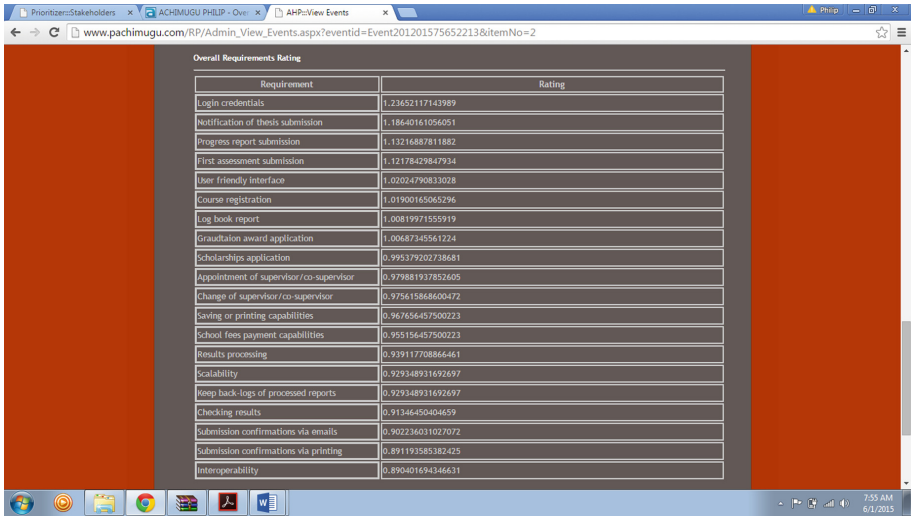 Prioritizer:::Stakeholders
ACHIMUGU PHILIP - Over
AHP:::View Events
Philip
www.pachimugu.com/RP/Admin_View_Events.aspx?eventid=Event201201575652213&itemNo=2
Overall Requirements Rating
Requirement Rating
Login credentials 1.23652117143989
Notification of thesis submission 1.18640161056051
Progress report submission 1.13216887811882
First assessment submission 1.12178429847934
User friendly interface 1.02024790833028
Course registration 1.01900165065296
Log book report 1.00819971555919
Graudtaion award application 1.00687345561224
Scholarships application 0.995379202738681
Appointment of supervisor/co-supervisor 0.979881937852605
Change of supervisor/co-supervisor 0.975615868600472
Saving or printing capabilities 0.967656457500223
School fees payment capabilities 0.955156457500223
Results processing 0.939117708866461
Scalability 0.929348931692697
Keep back-logs of processed reports 0.929348931692697
Checking results 0.91346450404659
Submission confirmations via emails 0.902236031027072
Submission confirmations via printing 0.891193585382425
Interoperability 0.890401694346631
7:55 AM
6/1/2015